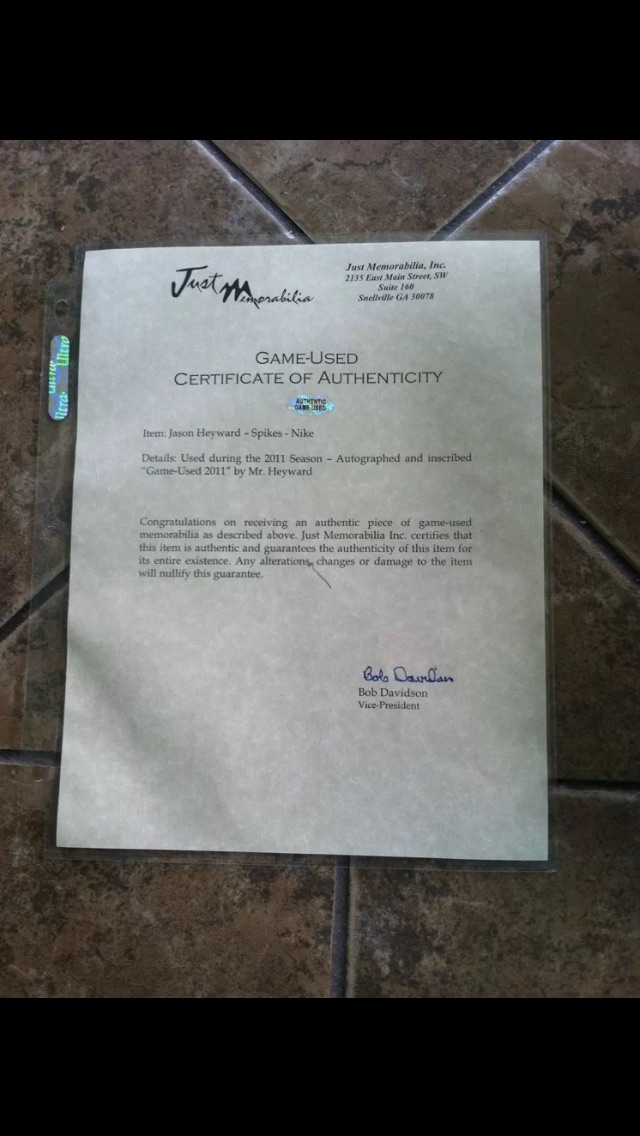 Just Memorabilia
Just Memorabilia, Inc.
2135 East Main Street, SW
Suite 160
Snellville GA 30078
GAME-USED
CERTIFICATE OF AUTHENTICITY
AUTHENTIC
GAME USED
Item: Jason Heyward – Spikes - Nike
Details: Used during the 2011 Season – Autographed and inscribed
“Game-Used 2011” by Mr. Heyward
Congratulations on receiving an authentic piece of game-used
memorabilia as described above. Just Memorabilia Inc. certifies that
this item is authentic and guarantees the authenticity of this item for
its entire existence. Any alterations, changes or damage to the item
will nullify this guarantee.
Bob Davidson
Bob Davidson
Vice-President
Ultra